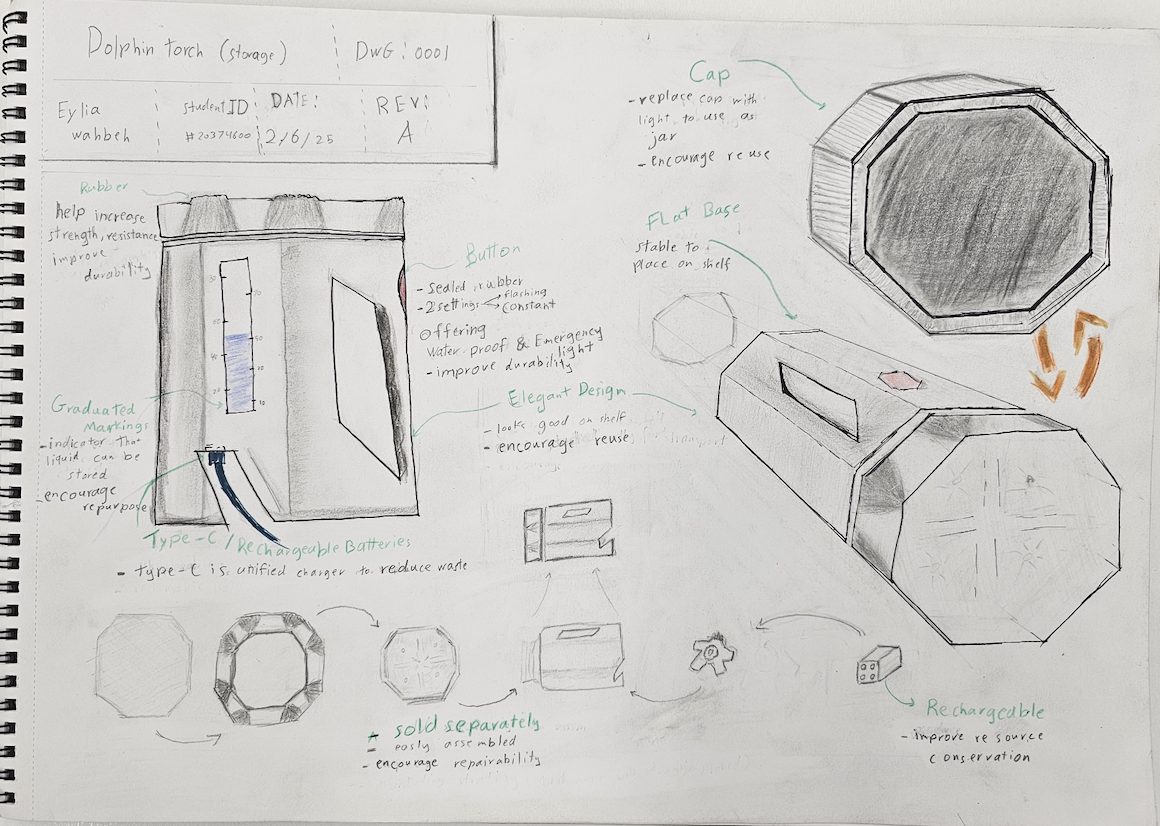 Dolphin torch (storage)
DWG: 0001
Eylia
wahbeh
student ID
#20374600
DATE:
2/6/25
REV:
A
Rubber
help increase
strength, resistance
improve
durability
Graduated
Markings
- indicator that
liquid can be
stored
- encourage
repurpose
Type-C / Rechargeable Batteries
- Type-C is unified charger to reduce waste
Button
- sealed rubber
- 2 settings
flashing
constant
Offering
water proof & Emergency
light
- improve durability
Elegant Design
- looks good on shelf
- encourage reuse
Cap
- replace cap with
light to use as
jar
- encourage reuse
Flat Base
stable to
place on shelf
sold separately
- easly assembled
- encourage repairability
Rechargeable
- improve resource
conservation